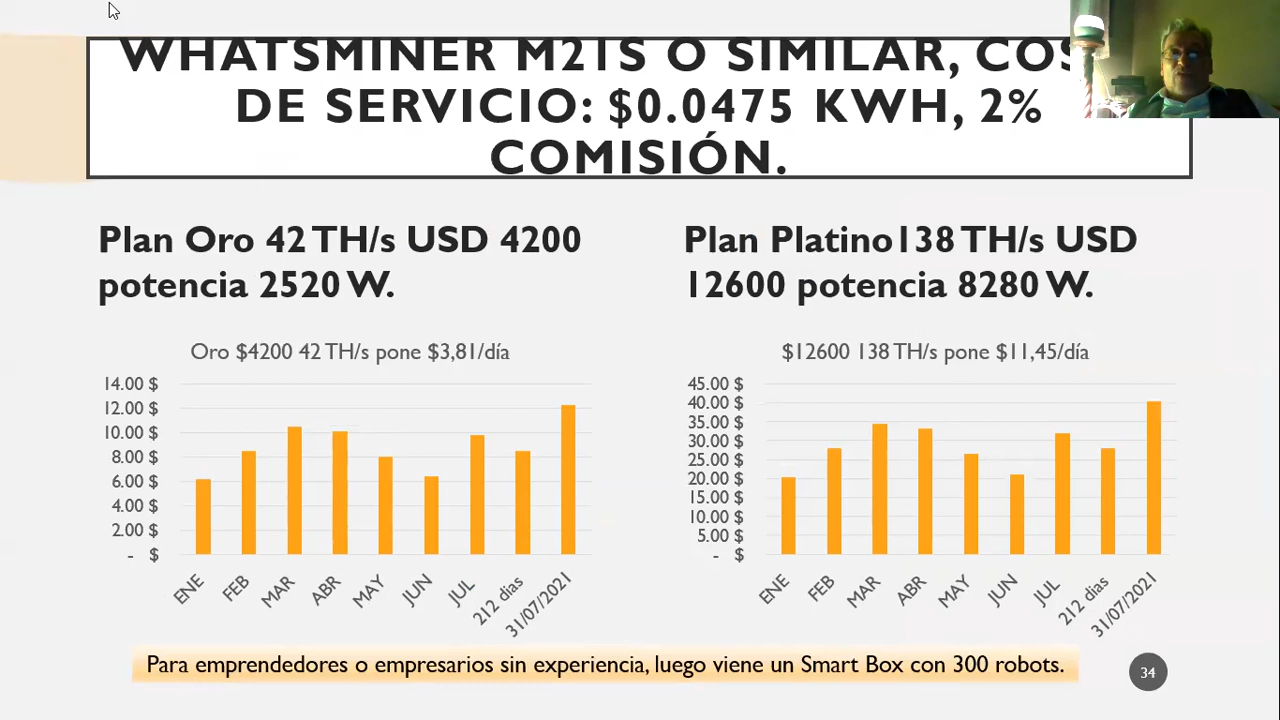 WHATSMINER M21S O SIMILAR, COS
DE SERVICIO: $0.0475 KWH, 2%
COMISIÓN.
Plan Oro 42 TH/s USD 4200
potencia 2520 W.
Plan Platino138 TH/s USD
12600 potencia 8280 W.
Oro $4200 42 TH/s pone $3,81/día
14.00 $
12.00 $
10.00 $
8.00 $
6.00 $
4.00 $
2.00 $
- $
ENE
FEB
MAR
ABR
MAY
JUN
JUL
212 dias
31/07/2021
$12600 138 TH/s pone $11,45/día
45.00 $
40.00 $
35.00 $
30.00 $
25.00 $
20.00 $
15.00 $
10.00 $
5.00 $
- $
ENE
FEB
MAR
ABR
MAY
JUN
JUL
212 dias
31/07/2021
Para emprendedores o empresarios sin experiencia, luego viene un Smart Box con 300 robots.
34